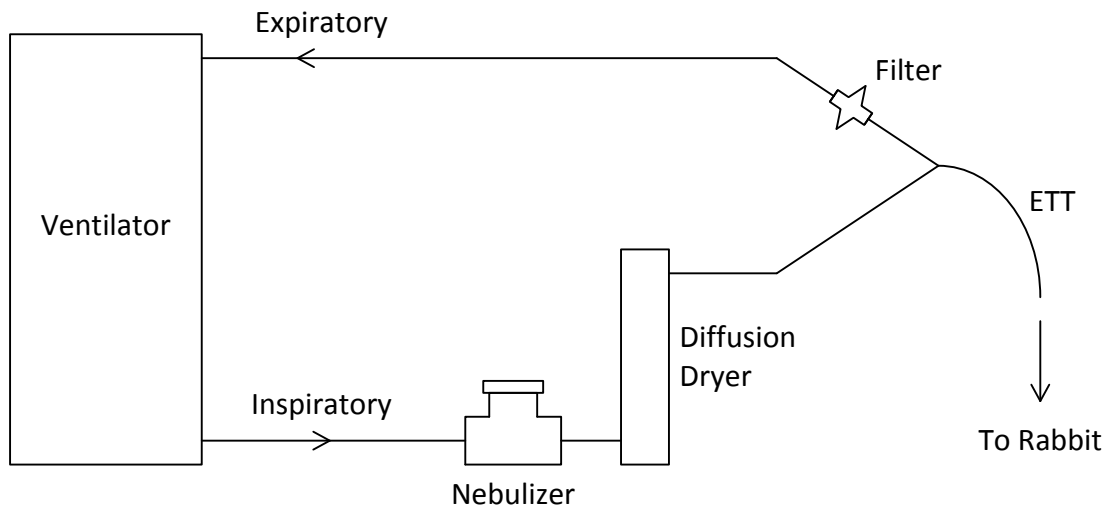 Expiratory
Filter
ETT
Ventilator
Diffusion
Dryer
Inspiratory
To Rabbit
Nebulizer